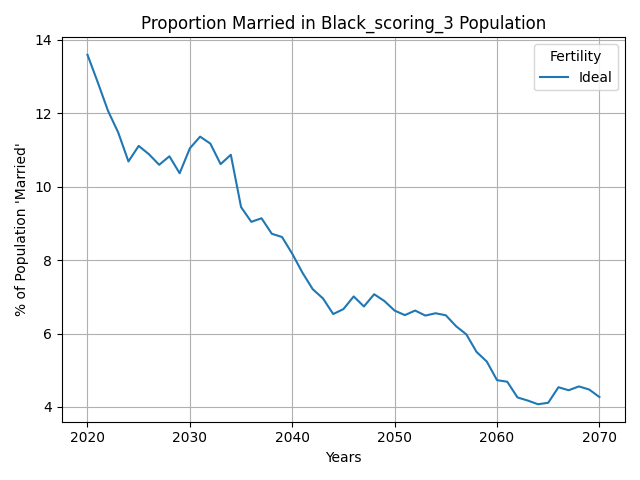 Proportion Married in Black_scoring_3 Population
Fertility
Ideal
% of Population 'Married'
14
12
10
8
6
4
2020
2030
2040
2050
2060
2070
Years